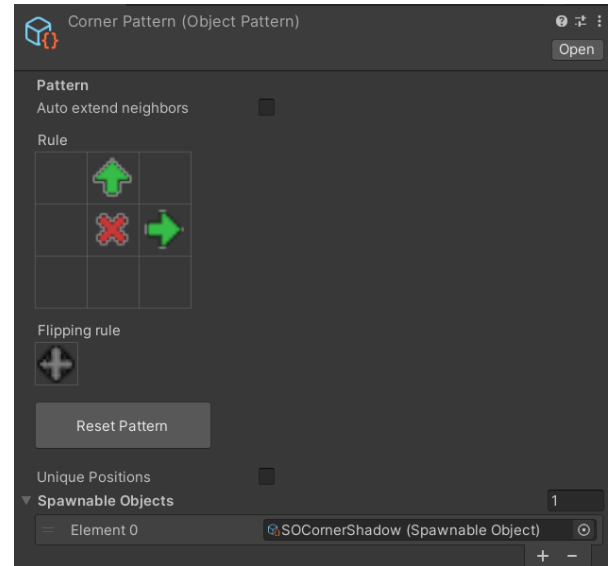 Corner Pattern (Object Pattern)
Open
Pattern
Auto extend neighbors
Rule
Flipping rule
Reset Pattern
Unique Positions
Spawnable Objects 1
Element 0 SOCornerShadow (Spawnable Object)
+ −